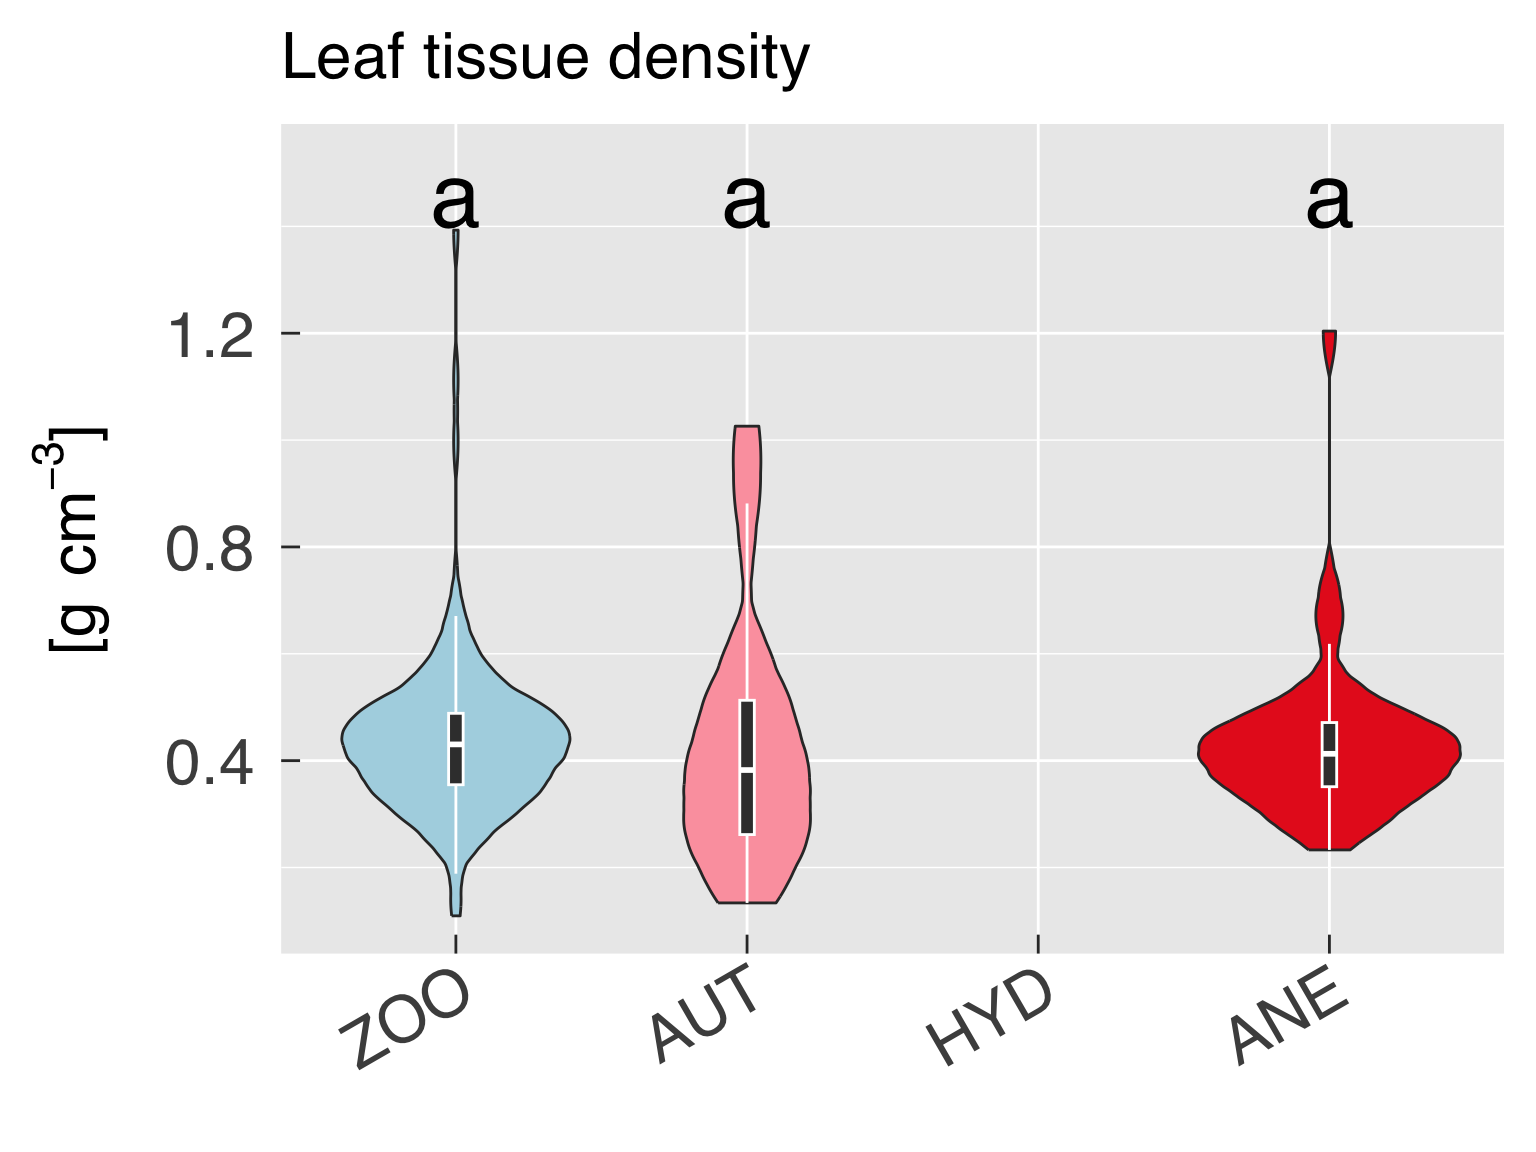 Leaf tissue density
a a a
[g cm⁻³]
1.2
0.8
0.4
ZOO AUT HYD ANE